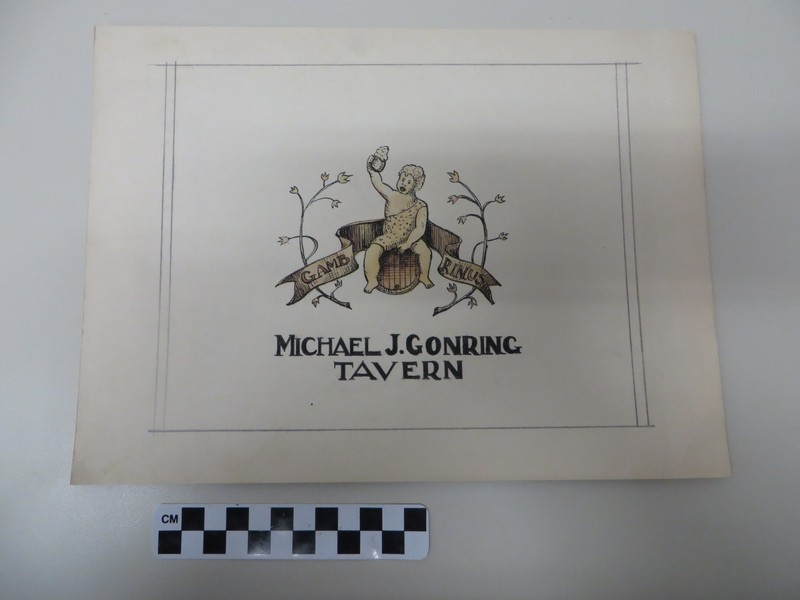 GAMB RINUS
MICHAEL J. GONRING
TAVERN
CM